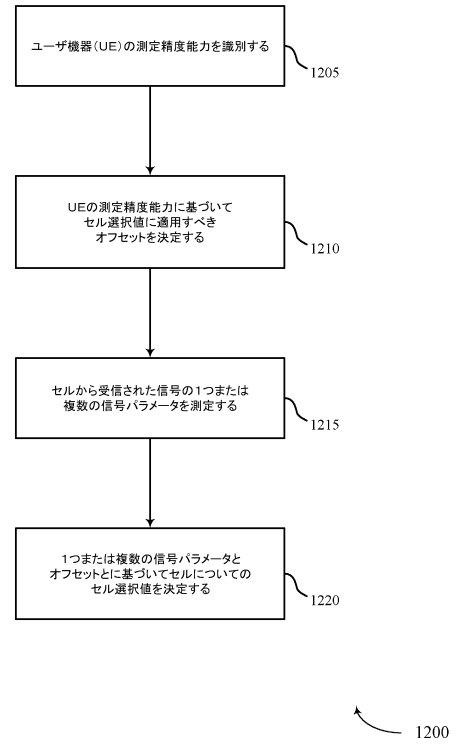 ユーザ機器(UE)の測定精度能力を識別する
1205
UEの測定精度能力に基づいて
セル選択値に適用すべき
オフセットを決定する
1210
セルから受信された信号の1つまたは
複数の信号パラメータを測定する
1215
1つまたは複数の信号パラメータと
オフセットとに基づいてセルについての
セル選択値を決定する
1220
1200